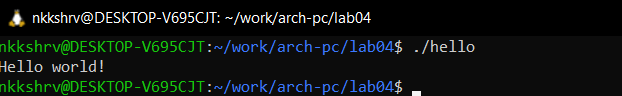 nkkshrv@DESKTOP-V695CJT: ~/work/arch-pc/lab04
nkkshrv@DESKTOP-V695CJT:~/work/arch-pc/lab04$ ./hello
Hello world!
nkkshrv@DESKTOP-V695CJT:~/work/arch-pc/lab04$